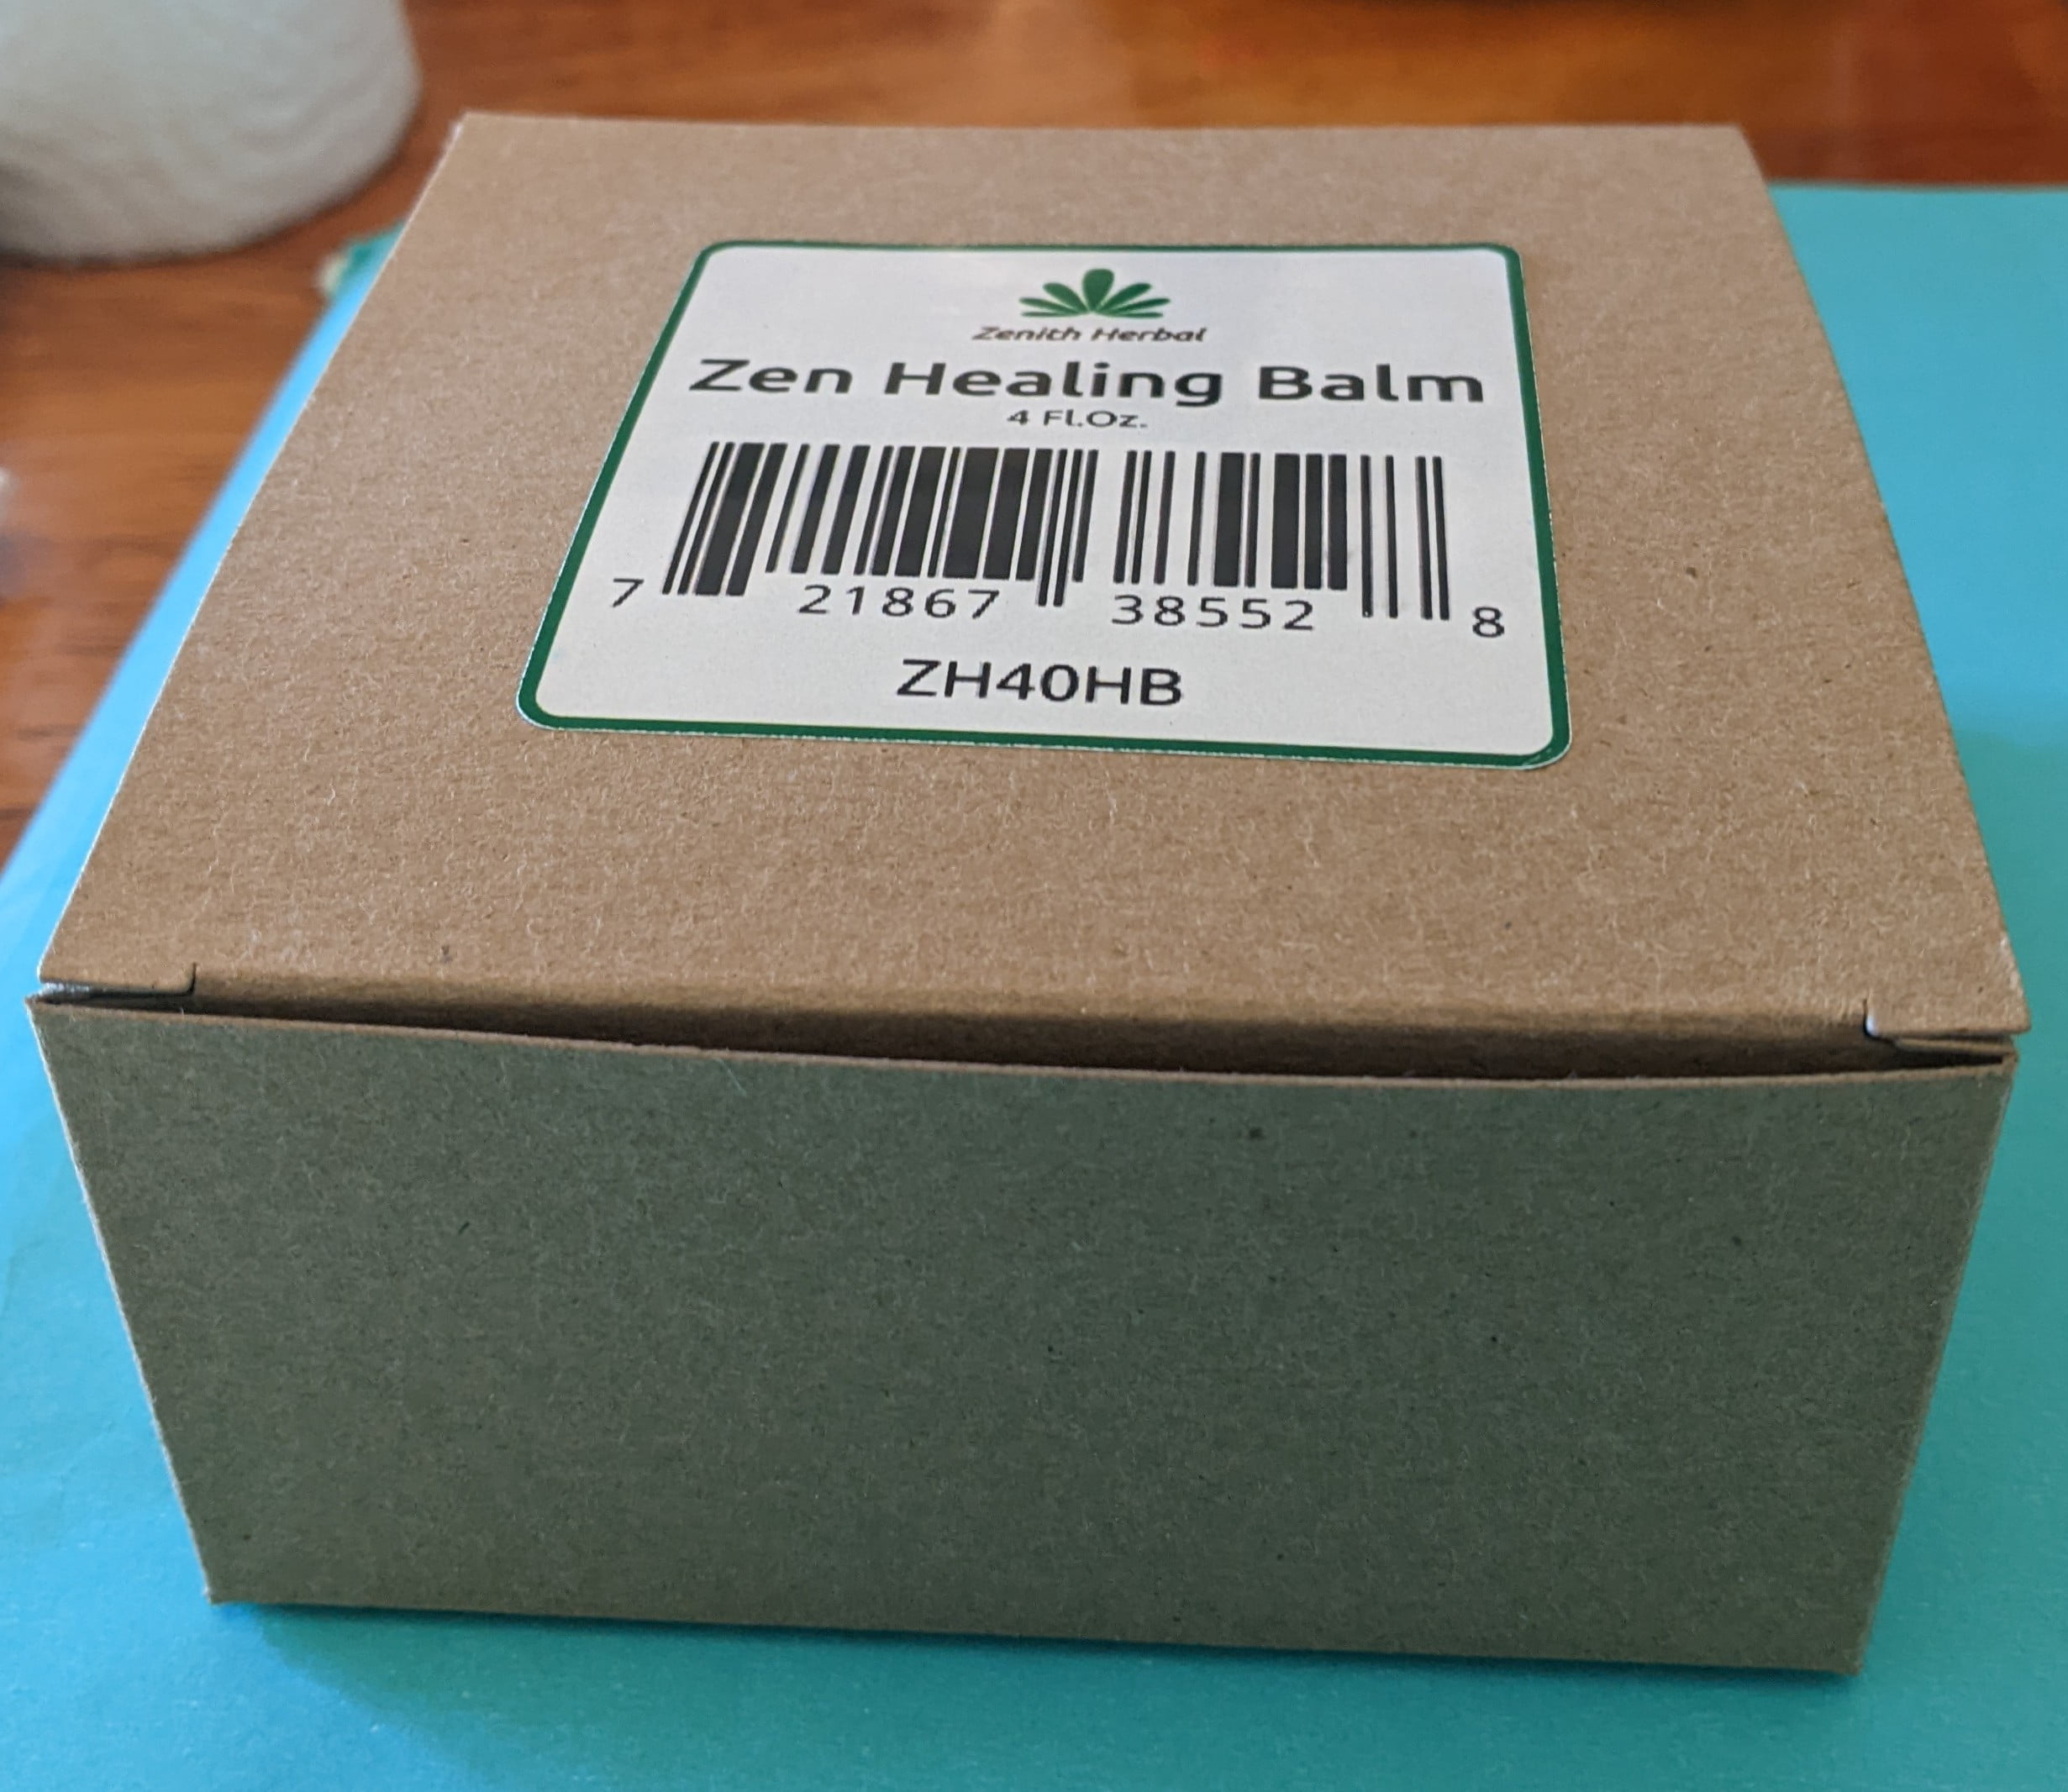 Zenith Herbal
Zen Healing Balm
4 Fl.Oz.
7 21867 38552 8
ZH40HB